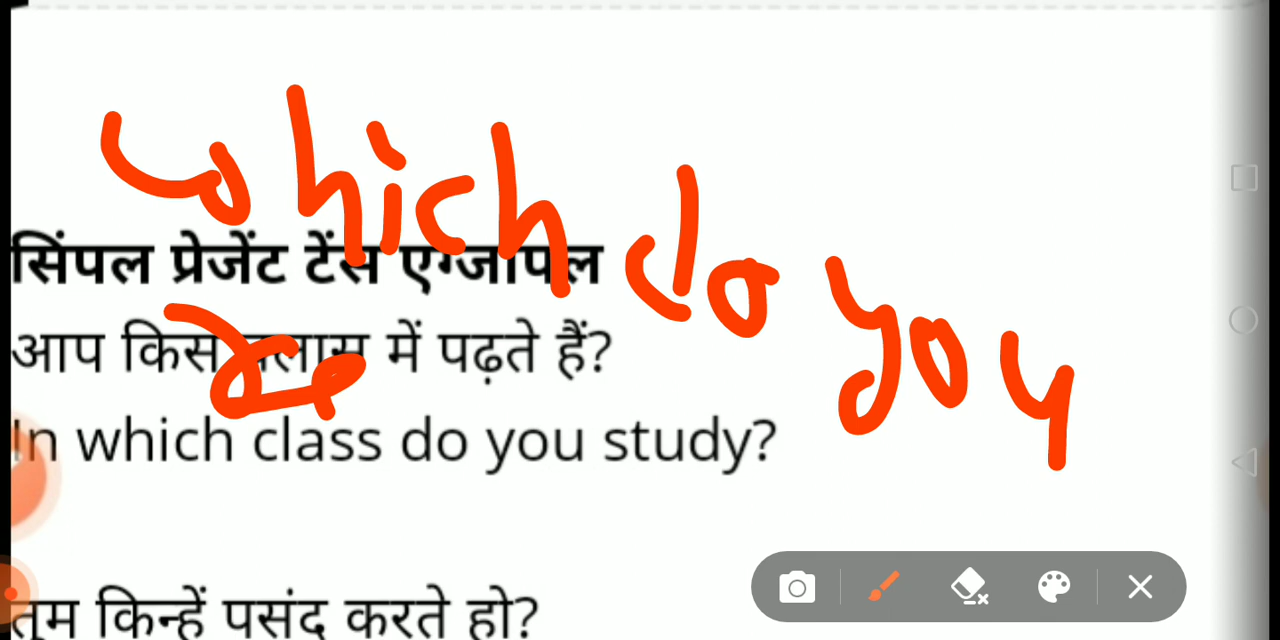 which do you
सिंपल प्रेजेंट टेंस एग्जांपल
आप किस क्लास में पढ़ते हैं?
In which class do you study?
तुम किन्हें पसंद करते हो?